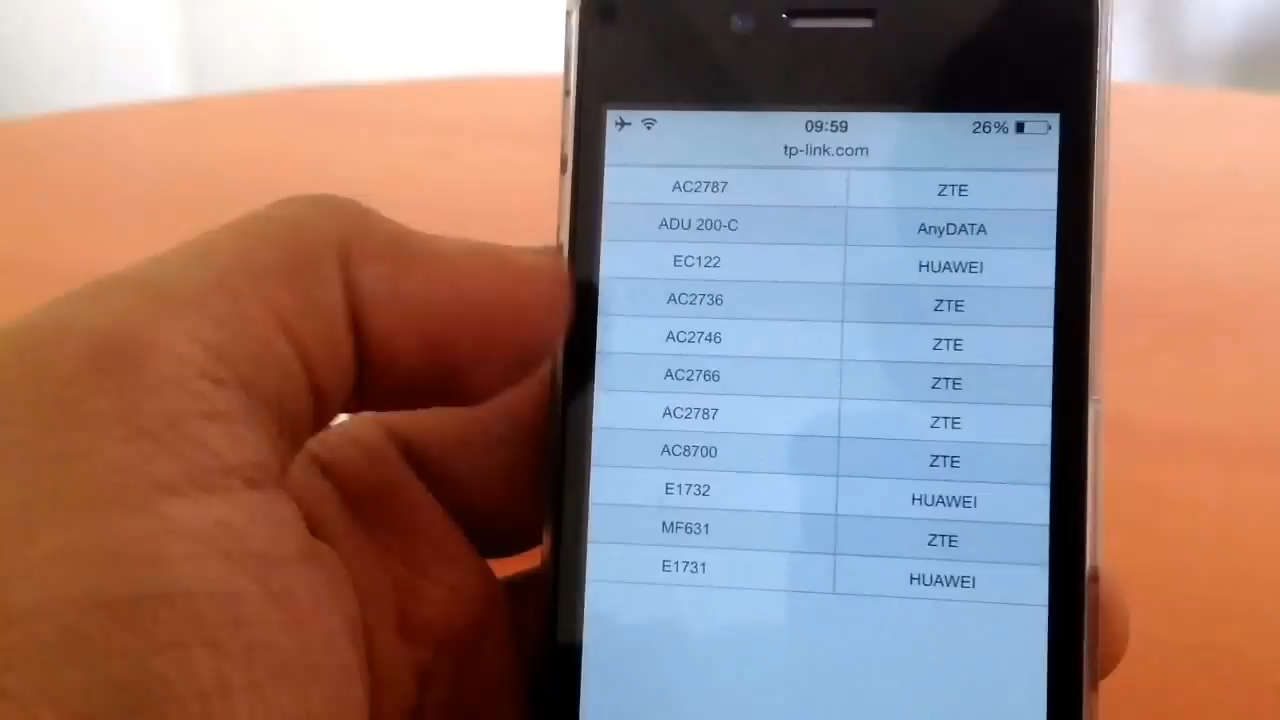 09:59 26%
tp-link.com
AC2787 ZTE
ADU 200-C AnyDATA
EC122 HUAWEI
AC2736 ZTE
AC2746 ZTE
AC2766 ZTE
AC2787 ZTE
AC8700 ZTE
E1732 HUAWEI
MF631 ZTE
E1731 HUAWEI